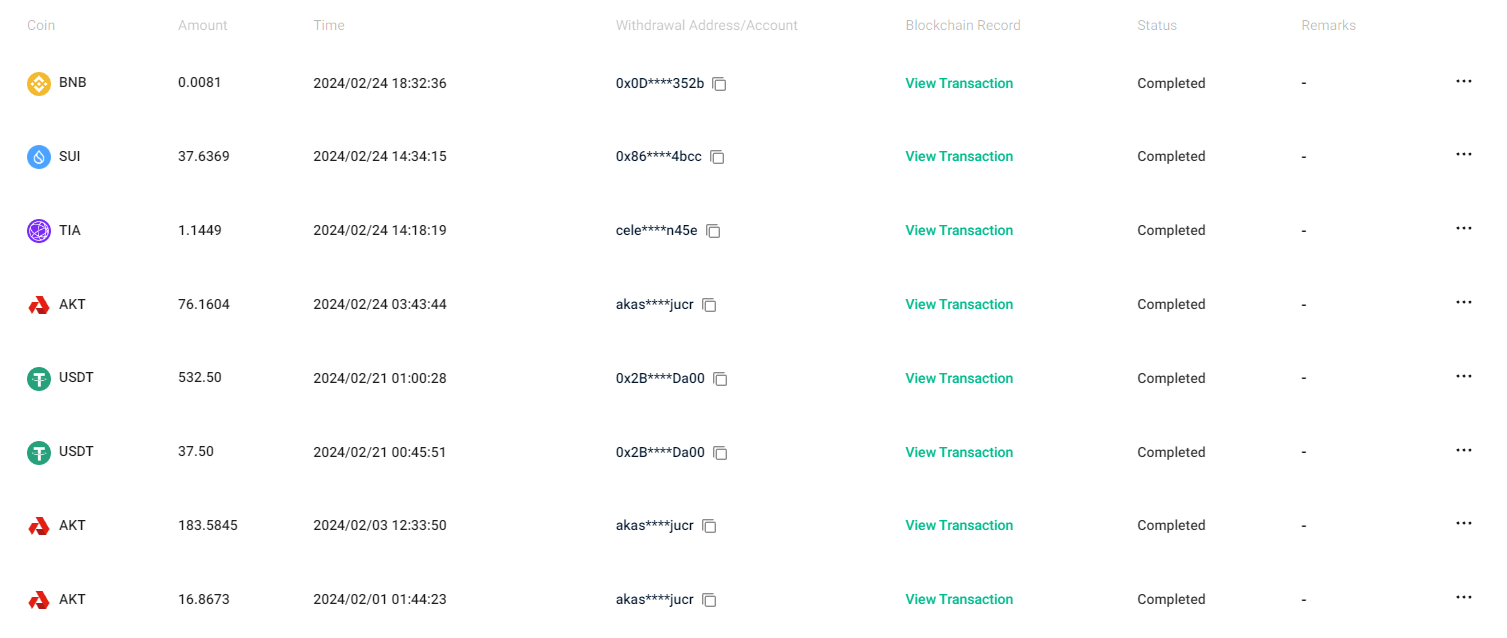 Coin Amount Time Withdrawal Address/Account Blockchain Record Status Remarks
BNB 0.0081 2024/02/24 18:32:36 0x0D****352b View Transaction Completed - ...
SUI 37.6369 2024/02/24 14:34:15 0x86****4bcc View Transaction Completed - ...
TIA 1.1449 2024/02/24 14:18:19 cele****n45e View Transaction Completed - ...
AKT 76.1604 2024/02/24 03:43:44 akas****jucr View Transaction Completed - ...
USDT 532.50 2024/02/21 01:00:28 0x2B****Da00 View Transaction Completed - ...
USDT 37.50 2024/02/21 00:45:51 0x2B****Da00 View Transaction Completed - ...
AKT 183.5845 2024/02/03 12:33:50 akas****jucr View Transaction Completed - ...
AKT 16.8673 2024/02/01 01:44:23 akas****jucr View Transaction Completed - ...